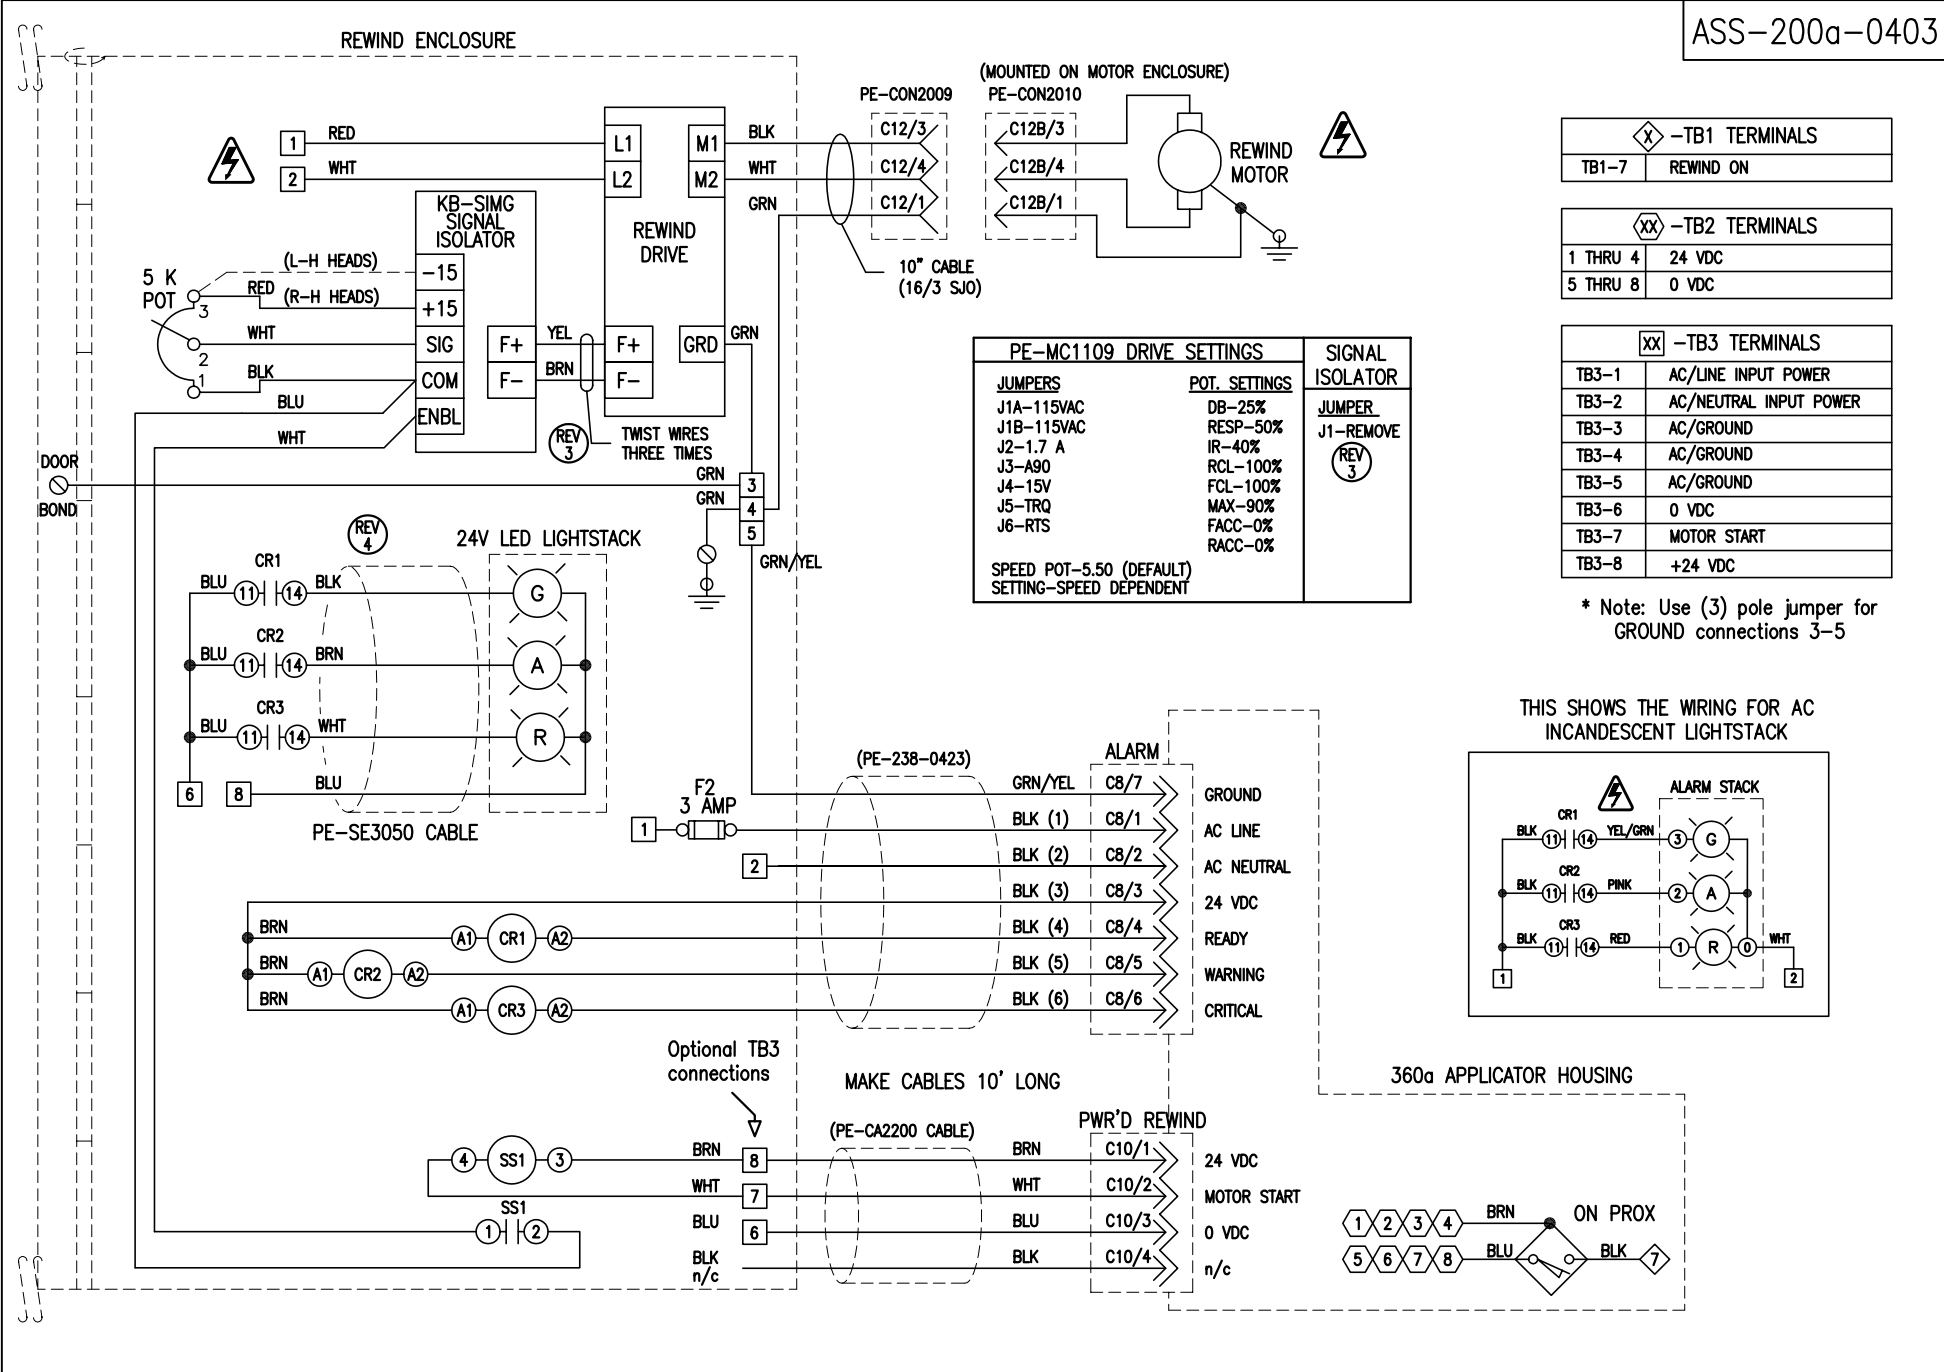 ASS-200a-0403
REWIND ENCLOSURE
(MOUNTED ON MOTOR ENCLOSURE)
PE-CON2009
PE-CON2010
1
RED
2
WHT
L1
L2
M1
M2
BLK
WHT
GRN
C12/3
C12/4
C12/1
C12B/3
C12B/4
C12B/1
REWIND
MOTOR
10" CABLE
(16/3 SJO)
KB-SIMG
SIGNAL
ISOLATOR
REWIND
DRIVE
5 K
POT
(L-H HEADS)
RED
(R-H HEADS)
3
WHT
2
BLK
1
-15
+15
SIG
COM
ENBL
F+
F-
YEL
BRN
F+
F-
GRD
GRN
BLU
WHT
REV
3
TWIST WIRES
THREE TIMES
DOOR
BOND
GRN
GRN
3
4
5
GRN/YEL
X -TB1 TERMINALS
TB1-7 REWIND ON
XX -TB2 TERMINALS
1 THRU 4 24 VDC
5 THRU 8 0 VDC
XX -TB3 TERMINALS
TB3-1 AC/LINE INPUT POWER
TB3-2 AC/NEUTRAL INPUT POWER
TB3-3 AC/GROUND
TB3-4 AC/GROUND
TB3-5 AC/GROUND
TB3-6 0 VDC
TB3-7 MOTOR START
TB3-8 +24 VDC
* Note: Use (3) pole jumper for
GROUND connections 3-5
PE-MC1109 DRIVE SETTINGS
JUMPERS
J1A-115VAC
J1B-115VAC
J2-1.7 A
J3-A90
J4-15V
J5-TRQ
J6-RTS
POT. SETTINGS
DB-25%
RESP-50%
IR-40%
RCL-100%
FCL-100%
MAX-90%
FACC-0%
RACC-0%
SPEED POT-5.50 (DEFAULT)
SETTING-SPEED DEPENDENT
SIGNAL
ISOLATOR
JUMPER
J1-REMOVE
REV
3
REV
4
24V LED LIGHTSTACK
CR1
BLU 11 14 BLK G
CR2
BLU 11 14 BRN A
CR3
BLU 11 14 WHT R
6
8
BLU
PE-SE3050 CABLE
F2
3 AMP
1
2
(PE-238-0423)
ALARM
GRN/YEL C8/7 GROUND
BLK (1) C8/1 AC LINE
BLK (2) C8/2 AC NEUTRAL
BLK (3) C8/3 24 VDC
BRN A1 CR1 A2 BLK (4) C8/4 READY
BRN A1 CR2 A2 BLK (5) C8/5 WARNING
BRN A1 CR3 A2 BLK (6) C8/6 CRITICAL
THIS SHOWS THE WIRING FOR AC
INCANDESCENT LIGHTSTACK
ALARM STACK
CR1
BLK 11 14 YEL/GRN 3 G
CR2
BLK 11 14 PINK 2 A
CR3
BLK 11 14 RED 1 R 0 WHT
1
2
Optional TB3
connections
MAKE CABLES 10' LONG
360a APPLICATOR HOUSING
(PE-CA2200 CABLE)
PWR'D REWIND
4 SS1 3 BRN 8 BRN C10/1 24 VDC
WHT 7 WHT C10/2 MOTOR START
SS1
1 2
BLU 6 BLU C10/3 0 VDC
BLK
n/c
BLK C10/4 n/c
1 2 3 4 BRN ON PROX
5 6 7 8 BLU BLK 7